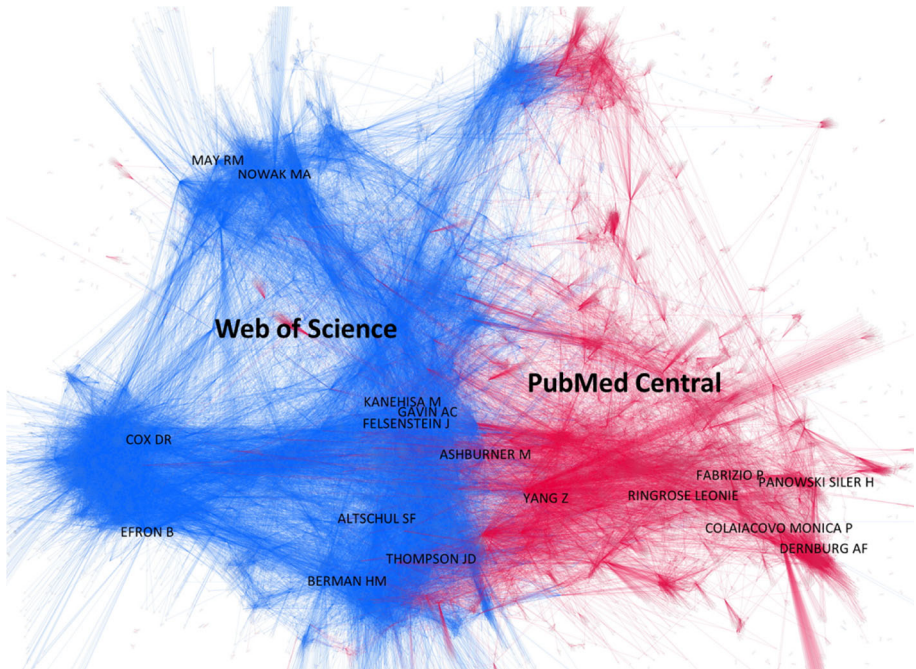 MAY RM
NOWAK MA
Web of Science
PubMed Central
KANEHISA M
GAVIN AC
FELSENSTEIN J
COX DR
ASHBURNER M
FABRIZIO P
PANOWSKI SILER H
YANG Z
RINGROSE LEONIE
ALTSCHUL SF
COLAIACOVO MONICA P
EFRON B
DERNBURG AF
THOMPSON JD
BERMAN HM